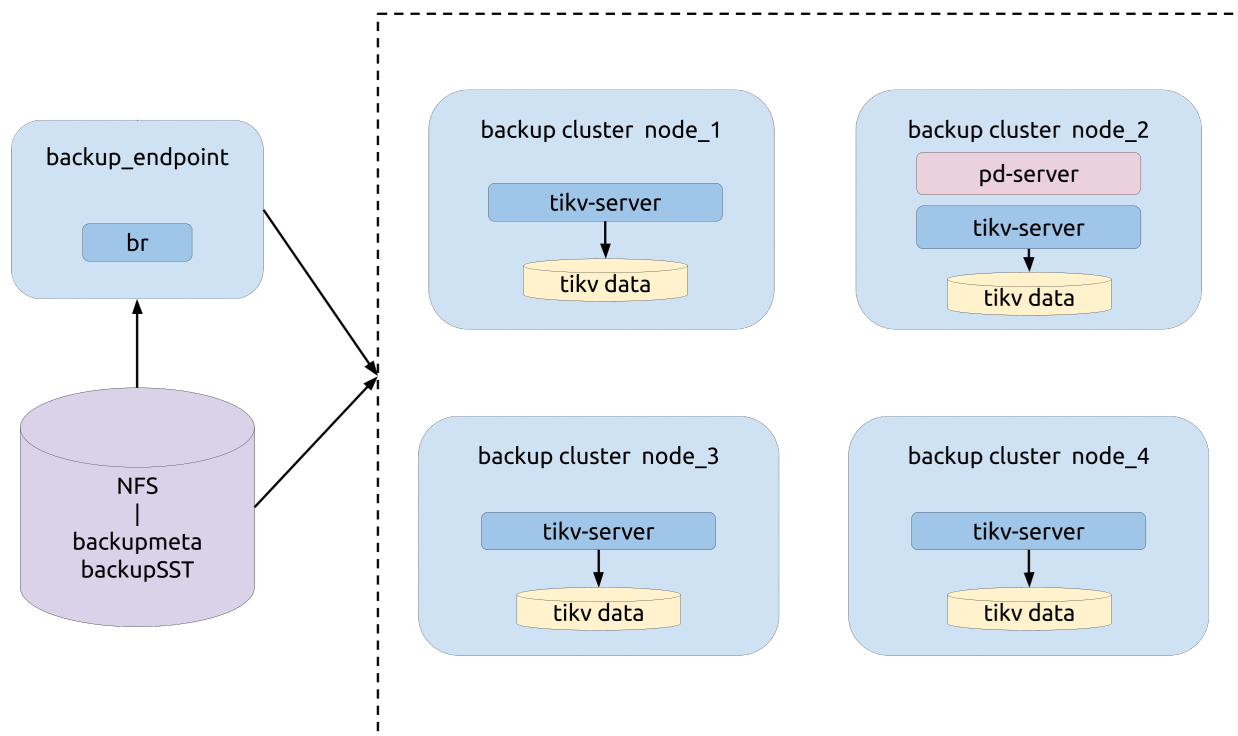 backup_endpoint
br
NFS
|
backupmeta
backupSST
backup cluster node_1
tikv-server
tikv data
backup cluster node_2
pd-server
tikv-server
tikv data
backup cluster node_3
tikv-server
tikv data
backup cluster node_4
tikv-server
tikv data